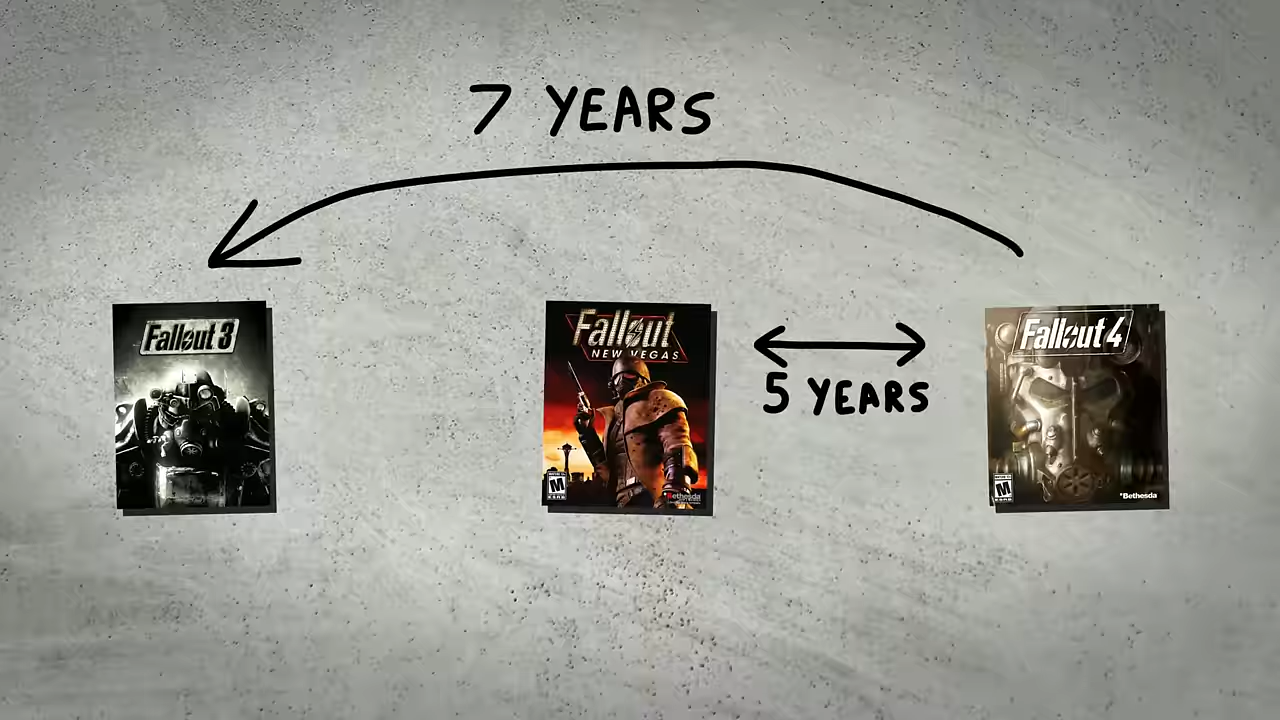 7 YEARS
Fallout 3
Fallout
NEW VEGAS
5 YEARS
Fallout 4
M
Bethesda
M
Bethesda